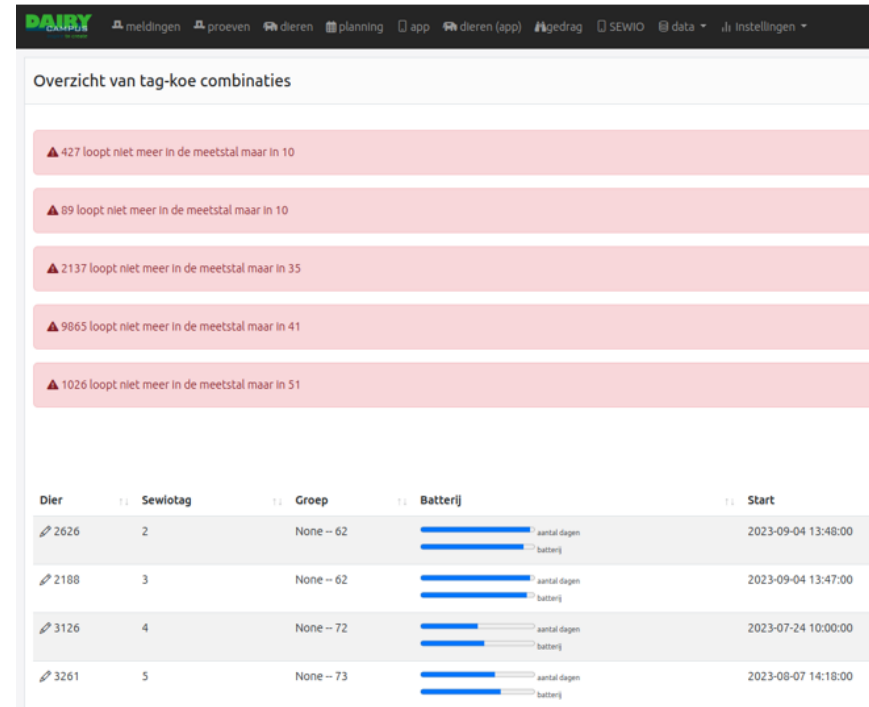 DAIRY meldingen proeven dieren planning app dieren (app) gedrag SEWIO data Instellingen
CAMPUS
Overzicht van tag-koe combinaties
427 loopt niet meer in de meetstal maar in 10
89 loopt niet meer in de meetstal maar in 10
2137 loopt niet meer in de meetstal maar in 35
9865 loopt niet meer in de meetstal maar in 41
1026 loopt niet meer in de meetstal maar in 51
Dier Sewiotag Groep Batterij Start
2626 2 None -- 62 aantal dagen 2023-09-04 13:48:00
batterij
2188 3 None -- 62 aantal dagen 2023-09-04 13:47:00
batterij
3126 4 None -- 72 aantal dagen 2023-07-24 10:00:00
batterij
3261 5 None -- 73 aantal dagen 2023-08-07 14:18:00
batterij